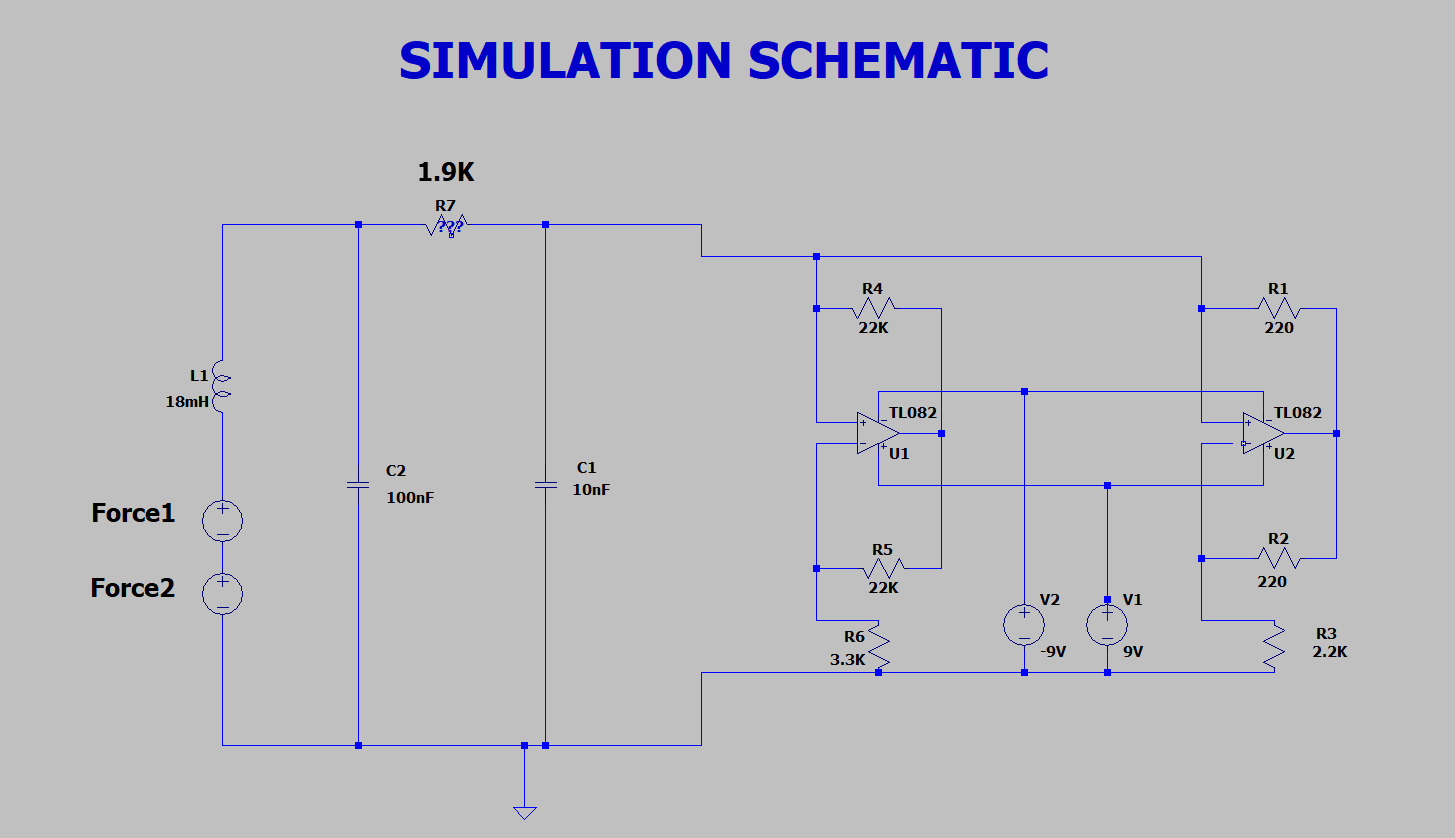 SIMULATION SCHEMATIC
1.9K
R7
???
R4
22K
R1
220
L1
18mH
TL082
U1
TL082
U2
C2
100nF
C1
10nF
Force1
Force2
R5
22K
R2
220
V2
-9V
V1
9V
R6
3.3K
R3
2.2K